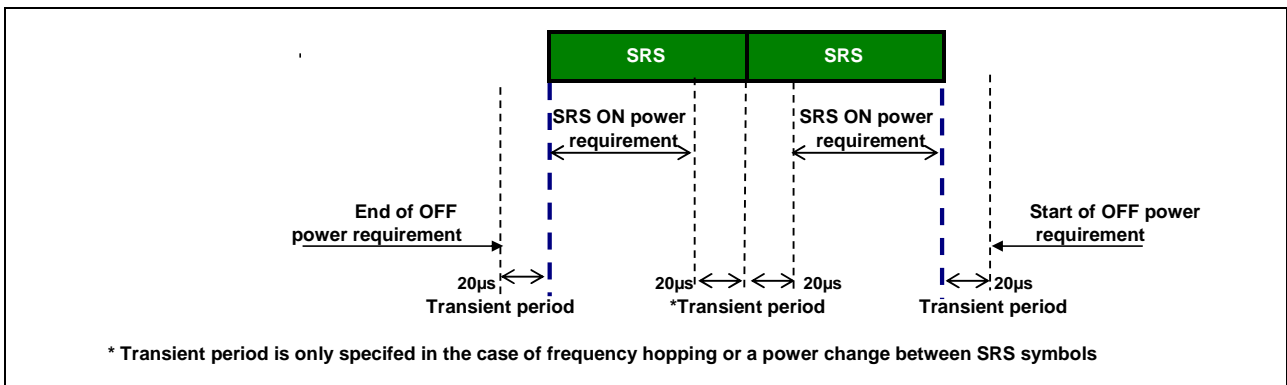 SRS SRS
SRS ON power
requirement
SRS ON power
requirement
End of OFF
power requirement
Start of OFF power
requirement
20µs
Transient period
20µs 20µs
*Transient period
20µs
Transient period
* Transient period is only specifed in the case of frequency hopping or a power change between SRS symbols